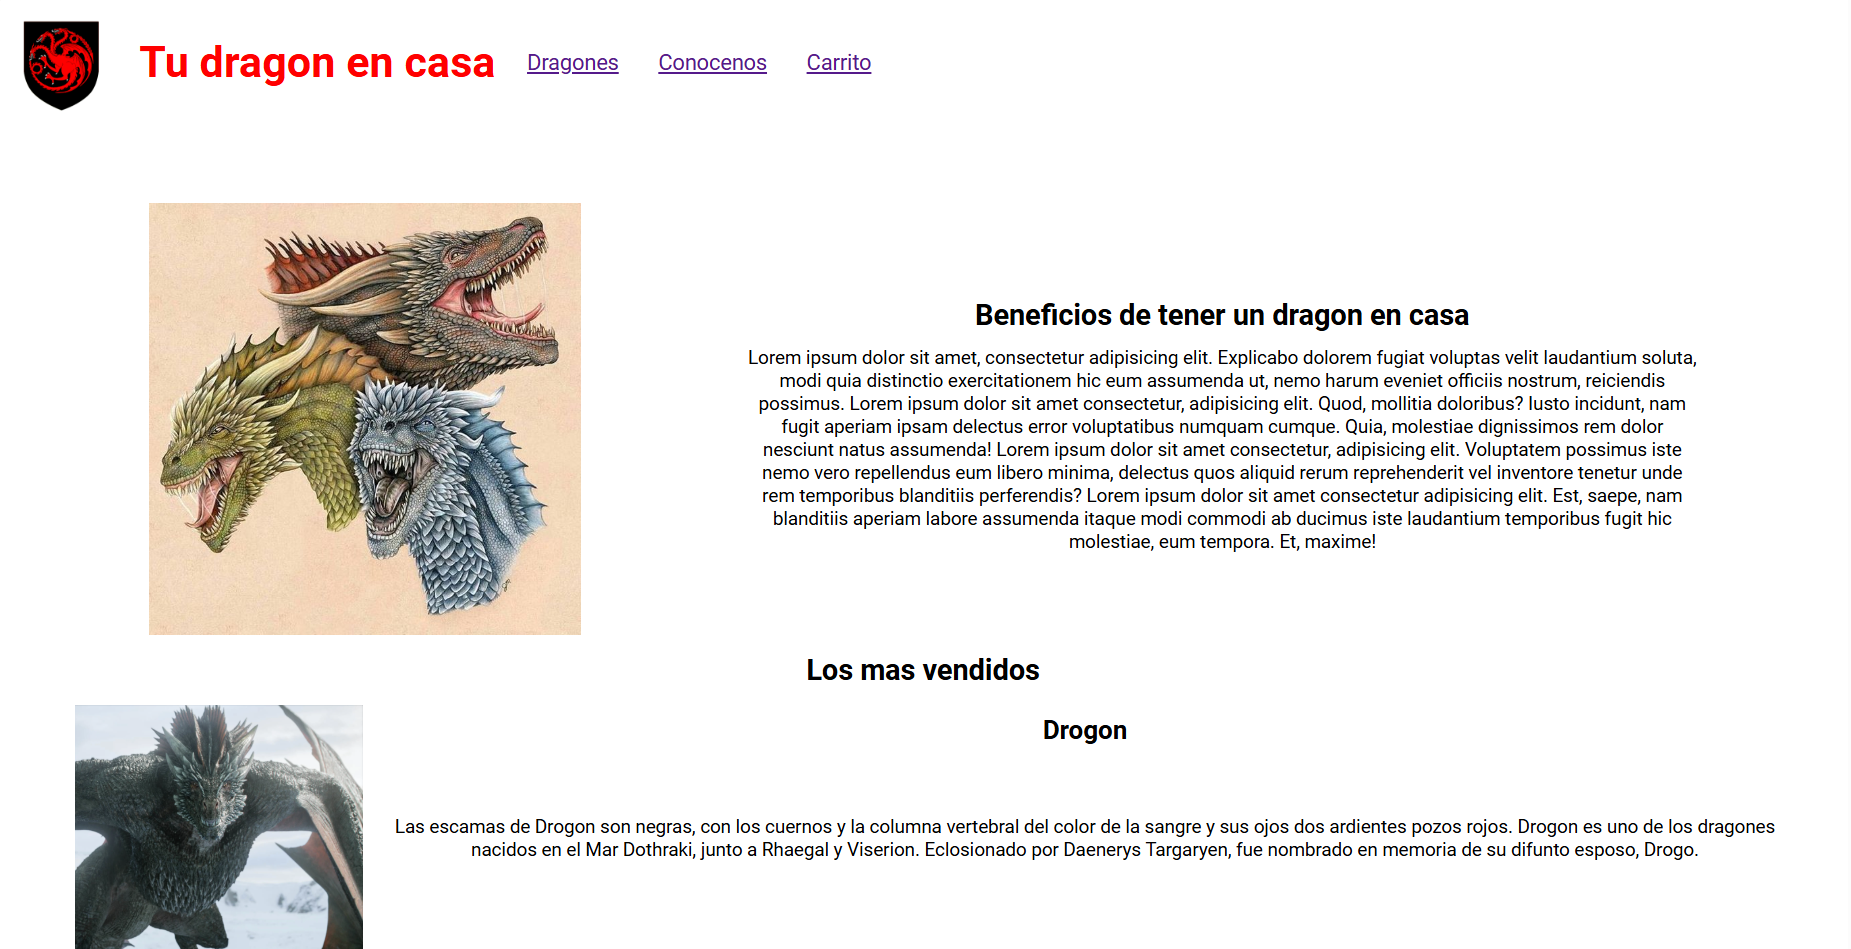 Tu dragon en casa
Dragones
Conocenos
Carrito
Beneficios de tener un dragon en casa
Lorem ipsum dolor sit amet, consectetur adipisicing elit. Explicabo dolorem fugiat voluptas velit laudantium soluta,
modi quia distinctio exercitationem hic eum assumenda ut, nemo harum eveniet officiis nostrum, reiciendis
possimus. Lorem ipsum dolor sit amet consectetur, adipisicing elit. Quod, mollitia doloribus? Iusto incidunt, nam
fugit aperiam ipsam delectus error voluptatibus numquam cumque. Quia, molestiae dignissimos rem dolor
nesciunt natus assumenda! Lorem ipsum dolor sit amet consectetur, adipisicing elit. Voluptatem possimus iste
nemo vero repellendus eum libero minima, delectus quos aliquid rerum reprehenderit vel inventore tenetur unde
rem temporibus blanditiis perferendis? Lorem ipsum dolor sit amet consectetur adipisicing elit. Est, saepe, nam
blanditiis aperiam labore assumenda itaque modi commodi ab ducimus iste laudantium temporibus fugit hic
molestiae, eum tempora. Et, maxime!
Los mas vendidos
Drogon
Las escamas de Drogon son negras, con los cuernos y la columna vertebral del color de la sangre y sus ojos dos ardientes pozos rojos. Drogon es uno de los dragones
nacidos en el Mar Dothraki, junto a Rhaegal y Viserion. Eclosionado por Daenerys Targaryen, fue nombrado en memoria de su difunto esposo, Drogo.